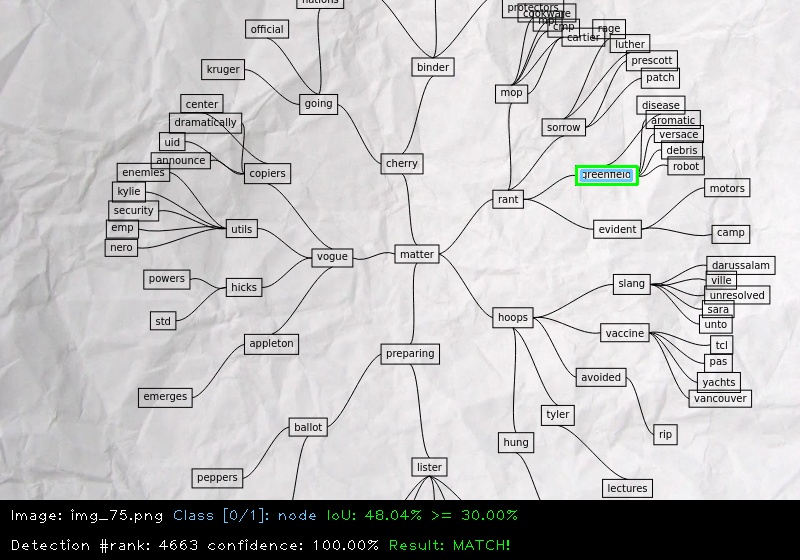 nations
protectors
cookware
mpl
cmp
rage
official
cartier
luther
binder
prescott
kruger
patch
mop
center
going
disease
dramatically
aromatic
sorrow
versace
uid
debris
announce
cherry
robot
enemies
copiers
greenfield
kylie
motors
rant
security
emp
utils
evident
camp
nero
vogue
matter
darussalam
powers
ville
slang
hicks
unresolved
sara
std
hoops
unto
vaccine
appleton
tcl
preparing
pas
avoided
yachts
emerges
vancouver
tyler
ballot
rip
hung
lister
peppers
lectures
Image: img_75.png Class [0/1]: node IoU: 48.04% >= 30.00%
Detection #rank: 4663 confidence: 100.00% Result: MATCH!